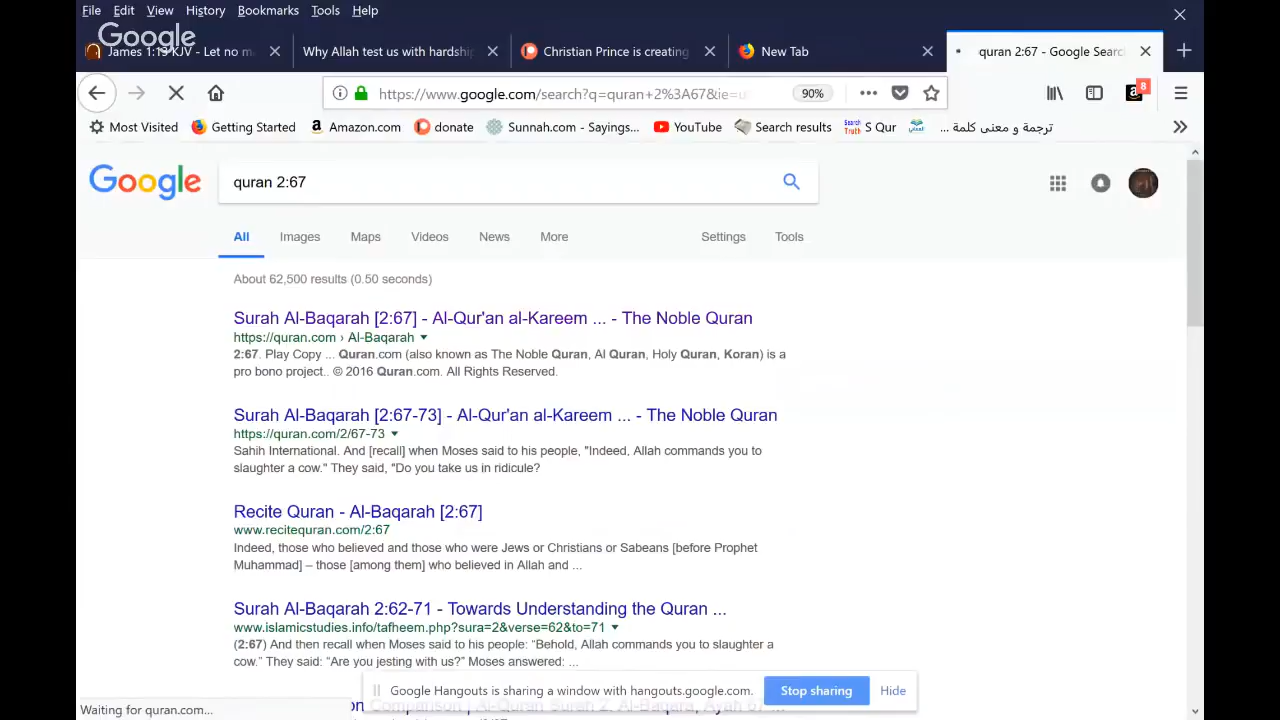 File Edit View History Bookmarks Tools Help
Google
James 1:13 KJV - Let no m
Why Allah test us with hardshi
Christian Prince is creating
New Tab
quran 2:67 - Google Searc
https://www.google.com/search?q=quran+2%3A67&ie=u
90%
8
Most Visited
Getting Started
Amazon.com
donate
Sunnah.com - Sayings...
YouTube
Search results
Search Truth
S Qur
ترجمة و معنى كلمة ...
Google
quran 2:67
All Images Maps Videos News More Settings Tools
About 62,500 results (0.50 seconds)
Surah Al-Baqarah [2:67] - Al-Qur'an al-Kareem ... - The Noble Quran
https://quran.com › Al-Baqarah
2:67. Play Copy ... Quran.com (also known as The Noble Quran, Al Quran, Holy Quran, Koran) is a
pro bono project.. © 2016 Quran.com. All Rights Reserved.
Surah Al-Baqarah [2:67-73] - Al-Qur'an al-Kareem ... - The Noble Quran
https://quran.com/2/67-73
Sahih International. And [recall] when Moses said to his people, "Indeed, Allah commands you to
slaughter a cow." They said, "Do you take us in ridicule?
Recite Quran - Al-Baqarah [2:67]
www.recitequran.com/2:67
Indeed, those who believed and those who were Jews or Christians or Sabeans [before Prophet
Muhammad] – those [among them] who believed in Allah and ...
Surah Al-Baqarah 2:62-71 - Towards Understanding the Quran ...
www.islamicstudies.info/tafheem.php?sura=2&verse=62&to=71
(2:67) And then recall when Moses said to his people: “Behold, Allah commands you to slaughter a
cow.” They said: “Are you jesting with us?” Moses answered: ...
Google Hangouts is sharing a window with hangouts.google.com.
Stop sharing
Hide
Waiting for quran.com...